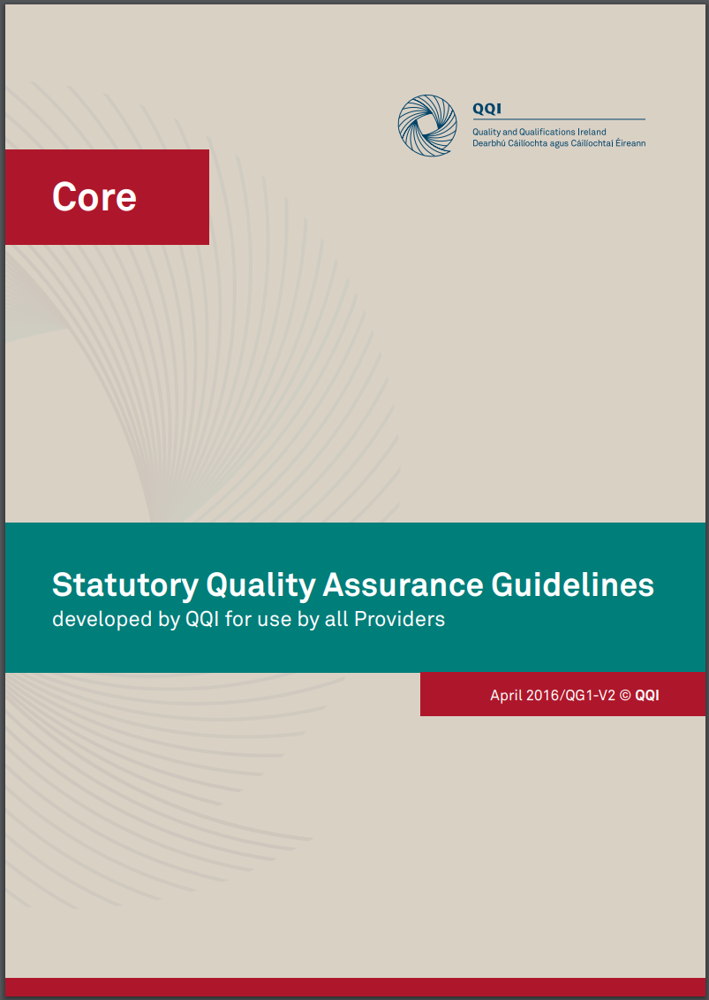 QQI
Quality and Qualifications Ireland
Dearbhú Cáilíochta agus Cáilíochtaí Éireann
Core
Statutory Quality Assurance Guidelines
developed by QQI for use by all Providers
April 2016/QG1-V2 © QQI